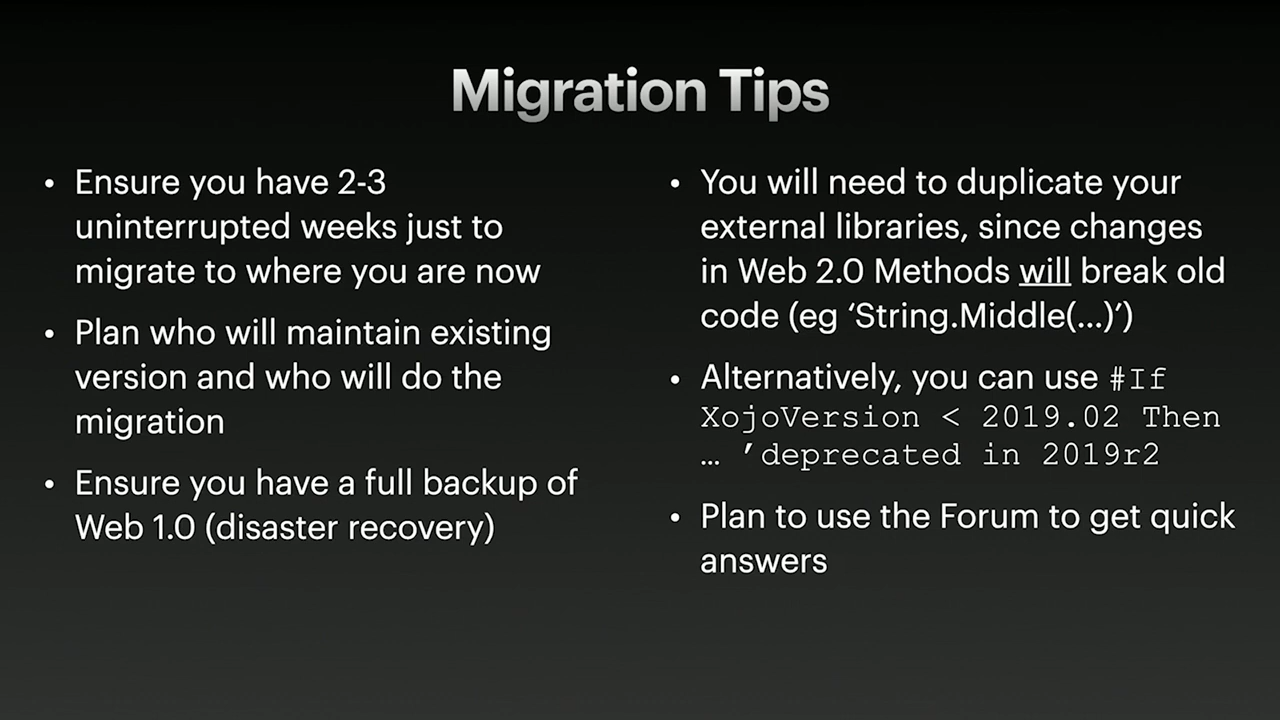 Migration Tips
• Ensure you have 2-3
uninterrupted weeks just to
migrate to where you are now
• Plan who will maintain existing
version and who will do the
migration
• Ensure you have a full backup of
Web 1.0 (disaster recovery)
• You will need to duplicate your
external libraries, since changes
in Web 2.0 Methods will break old
code (eg ‘String.Middle(...)’)
• Alternatively, you can use #If
XojoVersion < 2019.02 Then
… ’deprecated in 2019r2
• Plan to use the Forum to get quick
answers